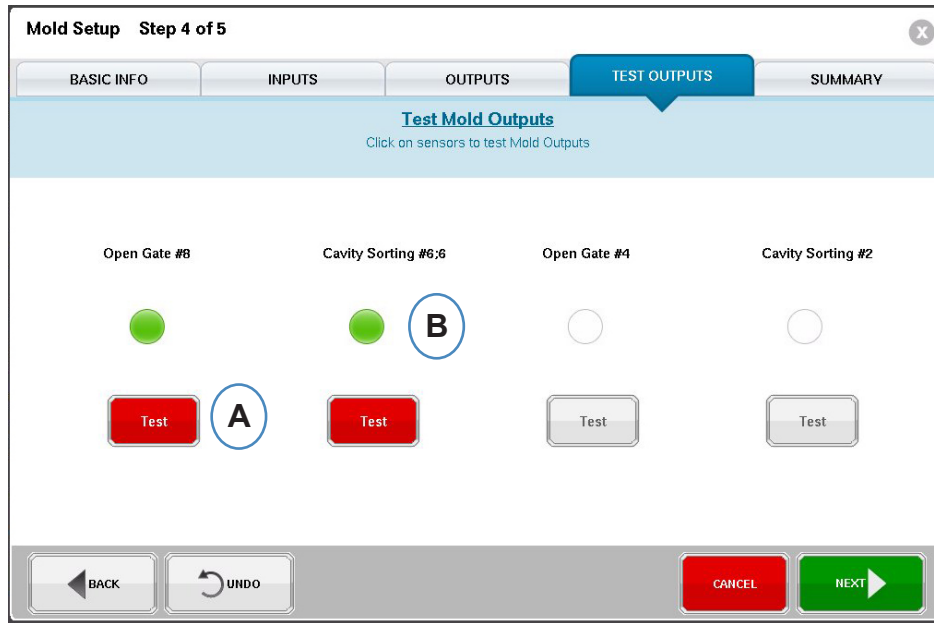 Mold Setup Step 4 of 5
X
BASIC INFO
INPUTS
OUTPUTS
TEST OUTPUTS
SUMMARY
Test Mold Outputs
Click on sensors to test Mold Outputs
Open Gate #8
Cavity Sorting #6;6
Open Gate #4
Cavity Sorting #2
B
Test
A
Test
Test
Test
BACK
UNDO
CANCEL
NEXT